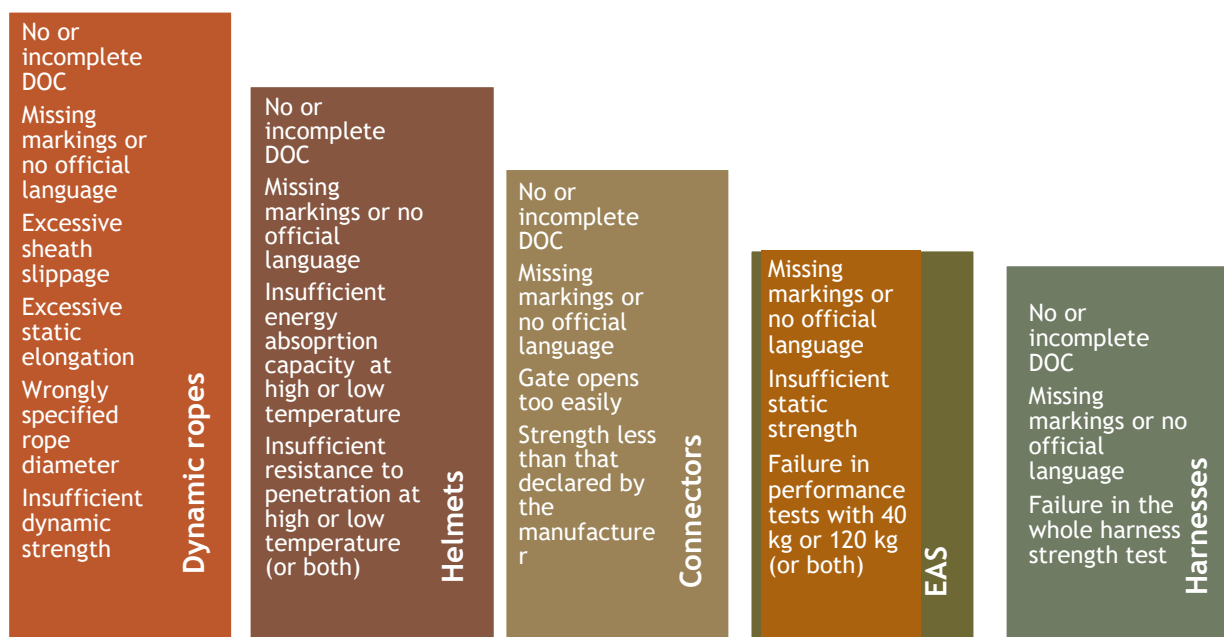 No or
incomplete
DOC
Missing
markings or
no official
language
Excessive
sheath
slippage
Excessive
static
elongation
Wrongly
specified
rope
diameter
Insufficient
dynamic
strength
Dynamic ropes
No or
incomplete
DOC
Missing
markings or no
official
language
Insufficient
energy
absoprtion
capacity at
high or low
temperature
Insufficient
resistance to
penetration at
high or low
temperature
(or both)
Helmets
No or
incomplete
DOC
Missing
markings or
no official
language
Gate opens
too easily
Strength less
than that
declared by
the
manufacture
r
Connectors
Missing
markings or
no official
language
Insufficient
static
strength
Failure in
performance
tests with 40
kg or 120 kg
(or both)
EAS
No or
incomplete
DOC
Missing
markings or no
official
language
Failure in the
whole harness
strength test
Harnesses